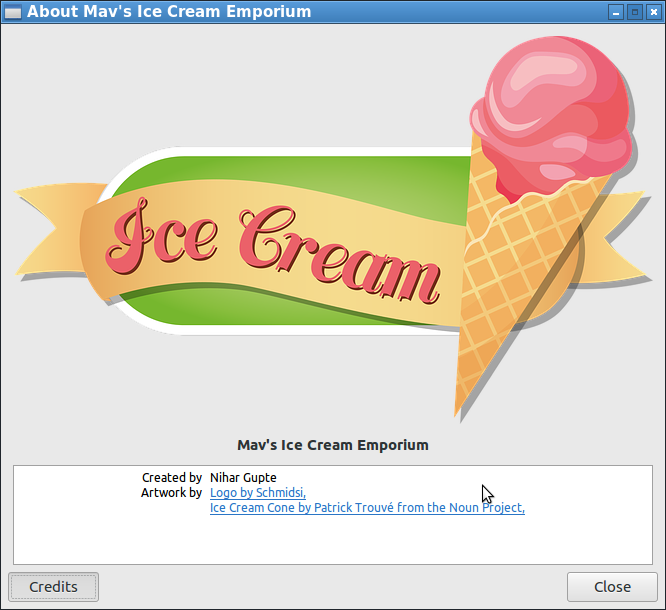 About Mav's Ice Cream Emporium
Ice Cream
Mav's Ice Cream Emporium
Created by Nihar Gupte
Artwork by Logo by Schmidsi,
Ice Cream Cone by Patrick Trouvé from the Noun Project,
Credits
Close